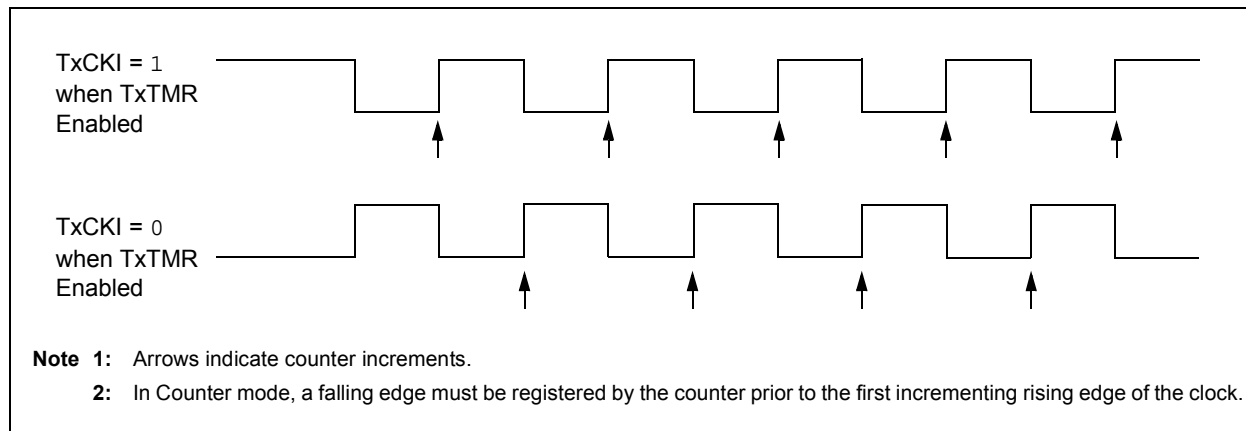 TxCKI = 1
when TxTMR
Enabled
TxCKI = 0
when TxTMR
Enabled
Note 1: Arrows indicate counter increments.
2: In Counter mode, a falling edge must be registered by the counter prior to the first incrementing rising edge of the clock.